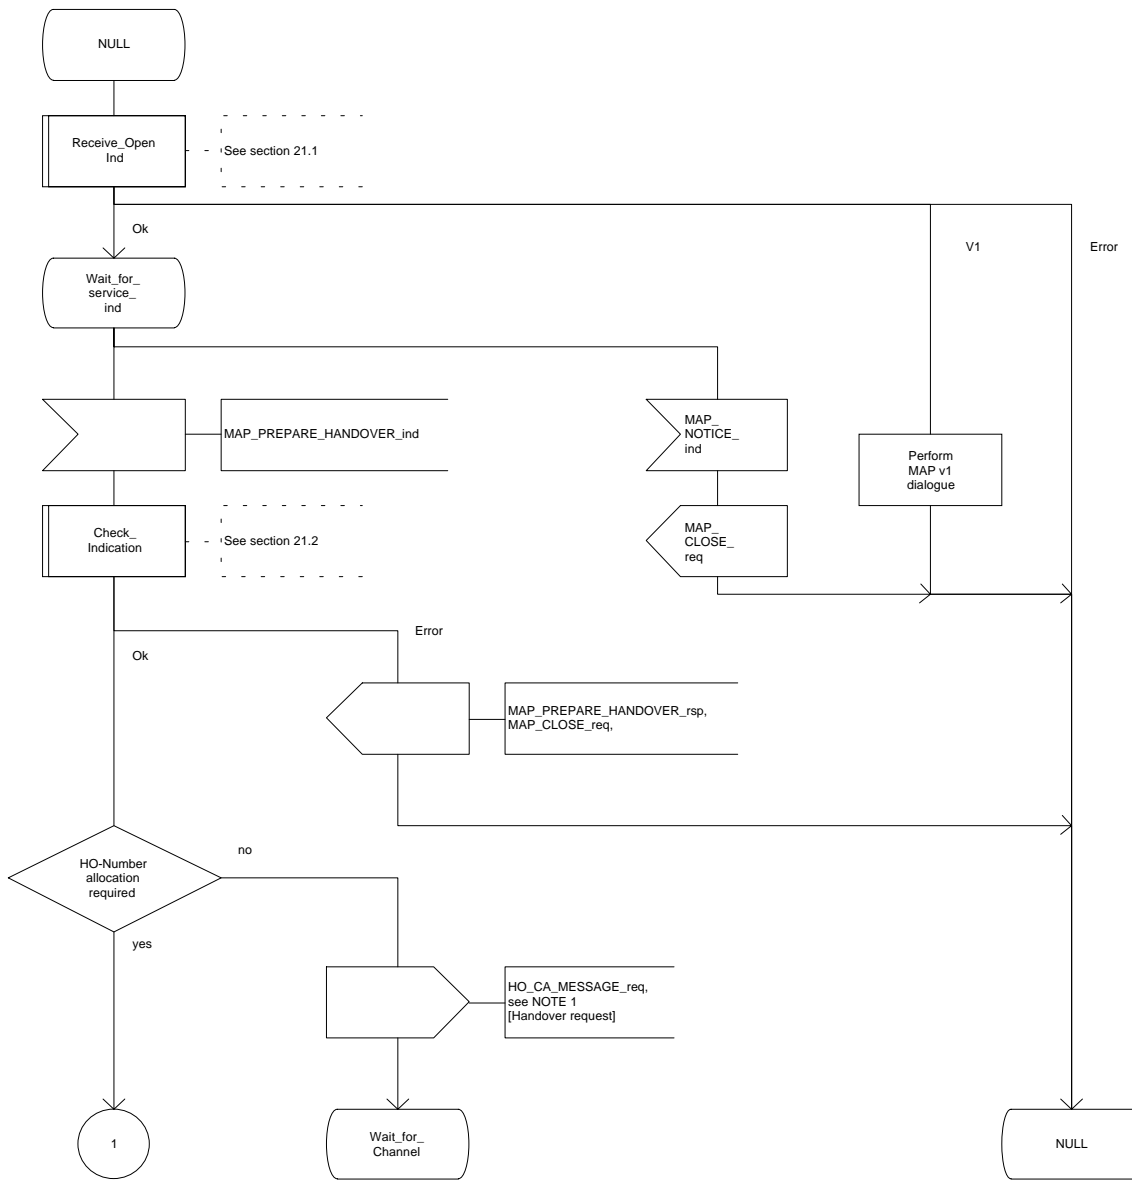 NULL
Receive_Open
Ind
See section 21.1
Ok
V1
Error
Wait_for_
service_
ind
MAP_PREPARE_HANDOVER_ind
MAP_
NOTICE_
ind
Perform
MAP v1
dialogue
Check_
Indication
See section 21.2
MAP_
CLOSE_
req
Error
Ok
MAP_PREPARE_HANDOVER_rsp,
MAP_CLOSE_req,
HO-Number
allocation
required
no
yes
HO_CA_MESSAGE_req,
see NOTE 1
[Handover request]
1
Wait_for_
Channel
NULL